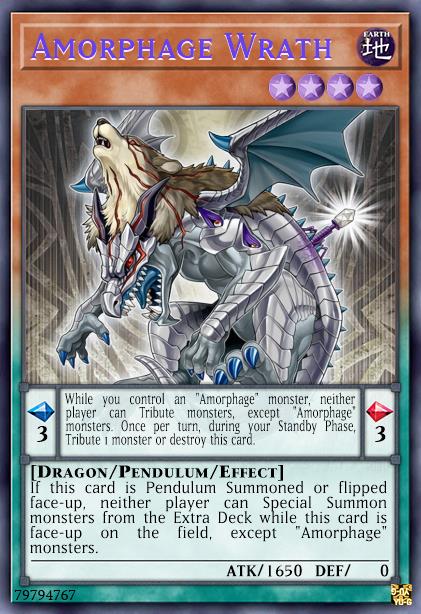 Amorphage Wrath
EARTH
地
While you control an "Amorphage" monster, neither
player can Tribute monsters, except "Amorphage"
monsters. Once per turn, during your Standby Phase,
Tribute 1 monster or destroy this card.
3
3
[Dragon/Pendulum/Effect]
If this card is Pendulum Summoned or flipped
face-up, neither player can Special Summon
monsters from the Extra Deck while this card is
face-up on the field, except "Amorphage"
monsters.
ATK/1650 DEF/ 0
79794767